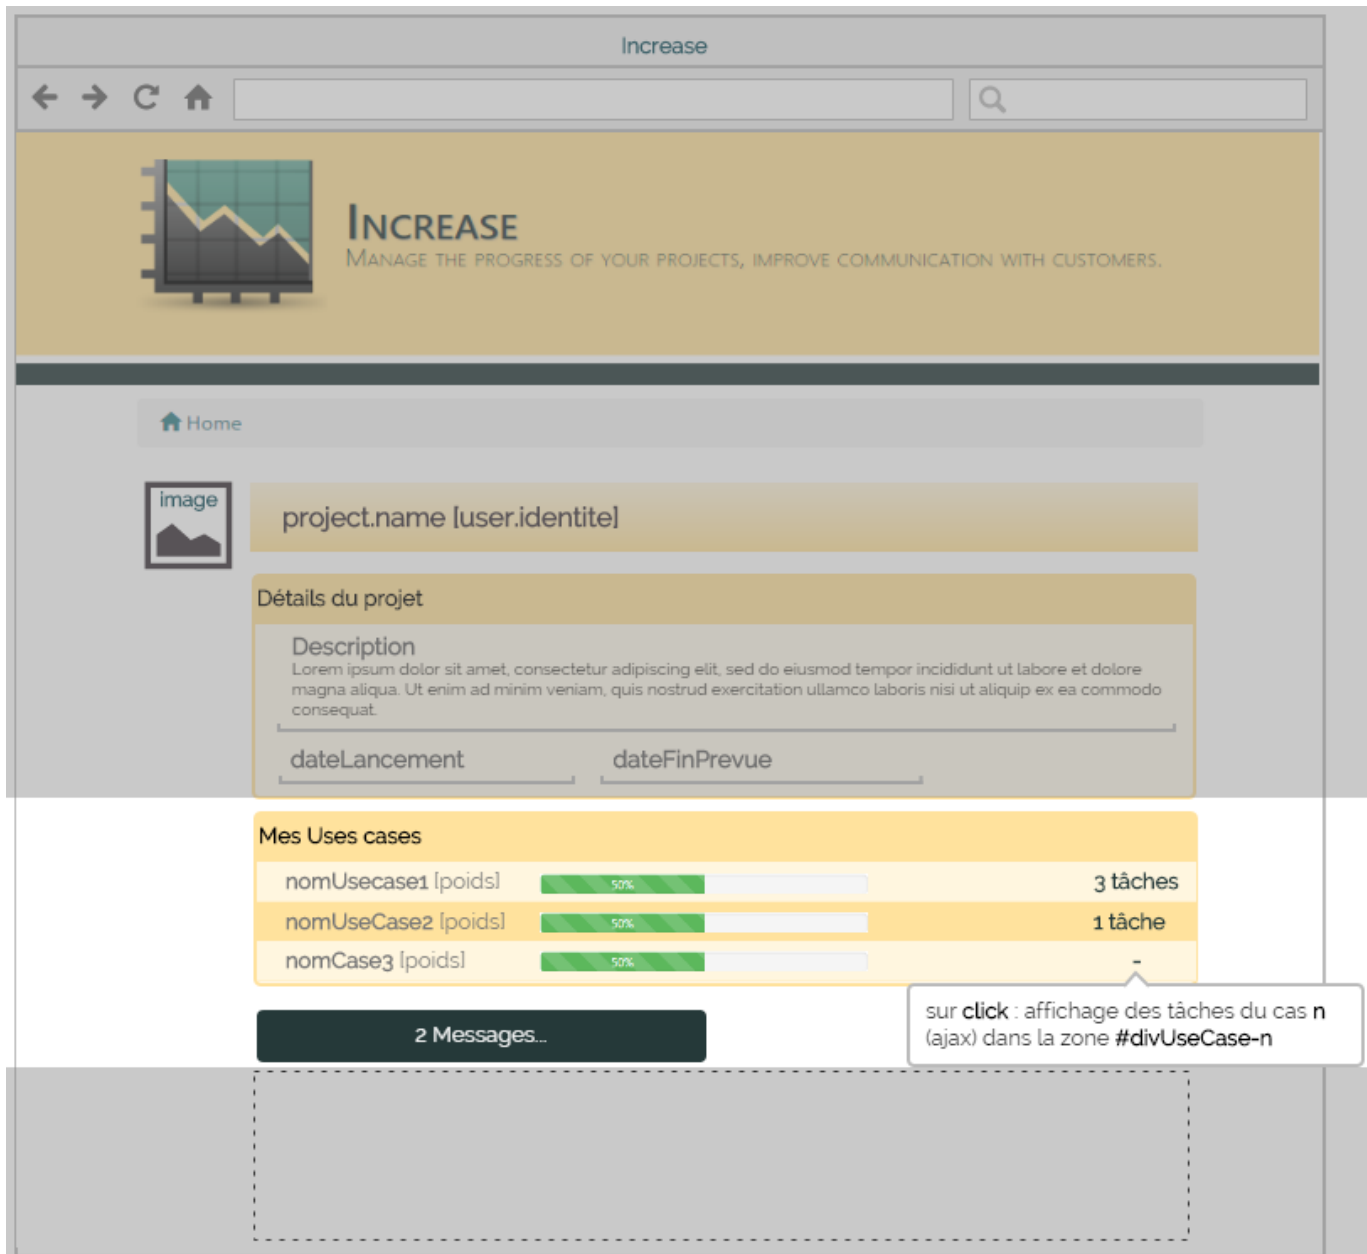 Increase
INCREASE
MANAGE THE PROGRESS OF YOUR PROJECTS, IMPROVE COMMUNICATION WITH CUSTOMERS.
Home
image
project.name [user.identite]
Détails du projet
Description
Lorem ipsum dolor sit amet, consectetur adipiscing elit, sed do eiusmod tempor incididunt ut labore et dolore
magna aliqua. Ut enim ad minim veniam, quis nostrud exercitation ullamco laboris nisi ut aliquip ex ea commodo
consequat.
dateLancement dateFinPrevue
Mes Uses cases
nomUsecase1 [poids] 50% 3 tâches
nomUseCase2 [poids] 50% 1 tâche
nomCase3 [poids] 50% -
sur click : affichage des tâches du cas n
(ajax) dans la zone #divUseCase-n
2 Messages...